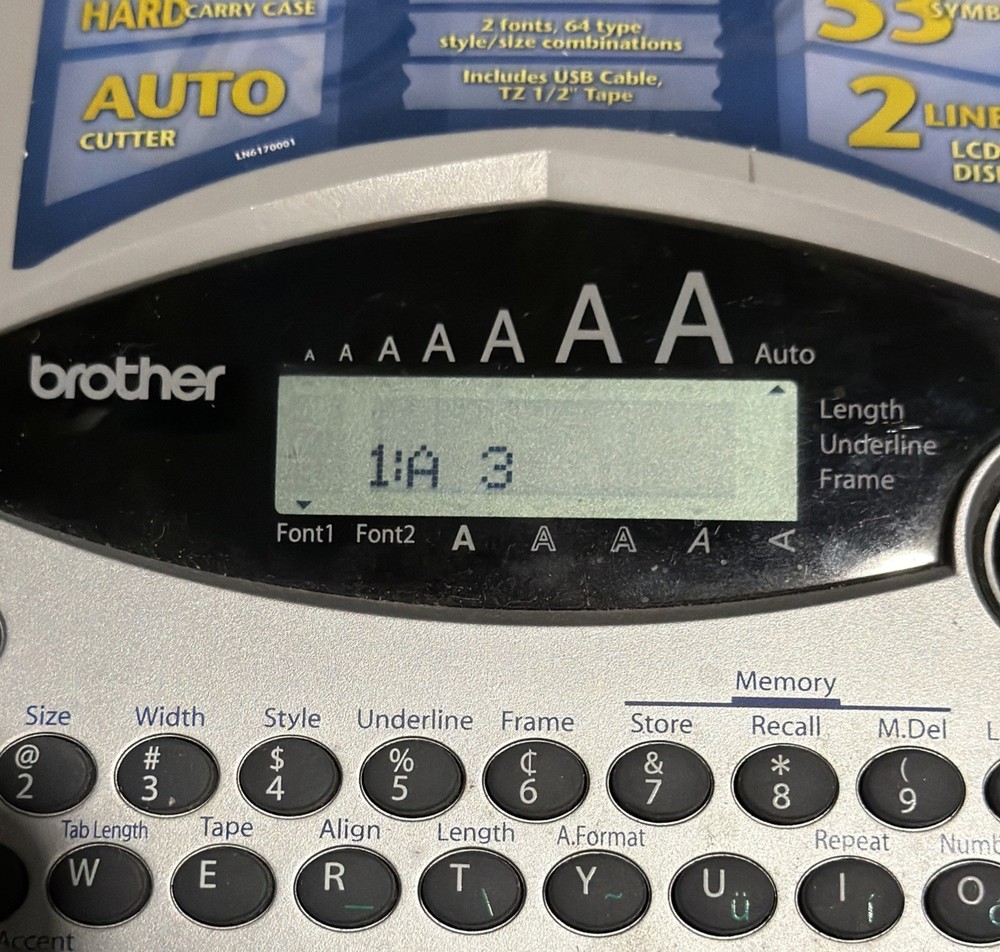 HARD CARRY CASE
AUTO
CUTTER
LN6170001
2 fonts, 64 type
style/size combinations
Includes USB Cable,
TZ 1/2" Tape
2 LINE
LCD
brother
A A A A A A A Auto
1:A 3
Length
Underline
Frame
Font1 Font2 A A A A A
Memory
Size Width Style Underline Frame Store Recall M.Del
@ # $ % ¢ & * (
2 3 4 5 6 7 8 9
Tab Length Tape Align Length A.Format Repeat
W E R _ T \ Y ~ U ü I í O
Accent